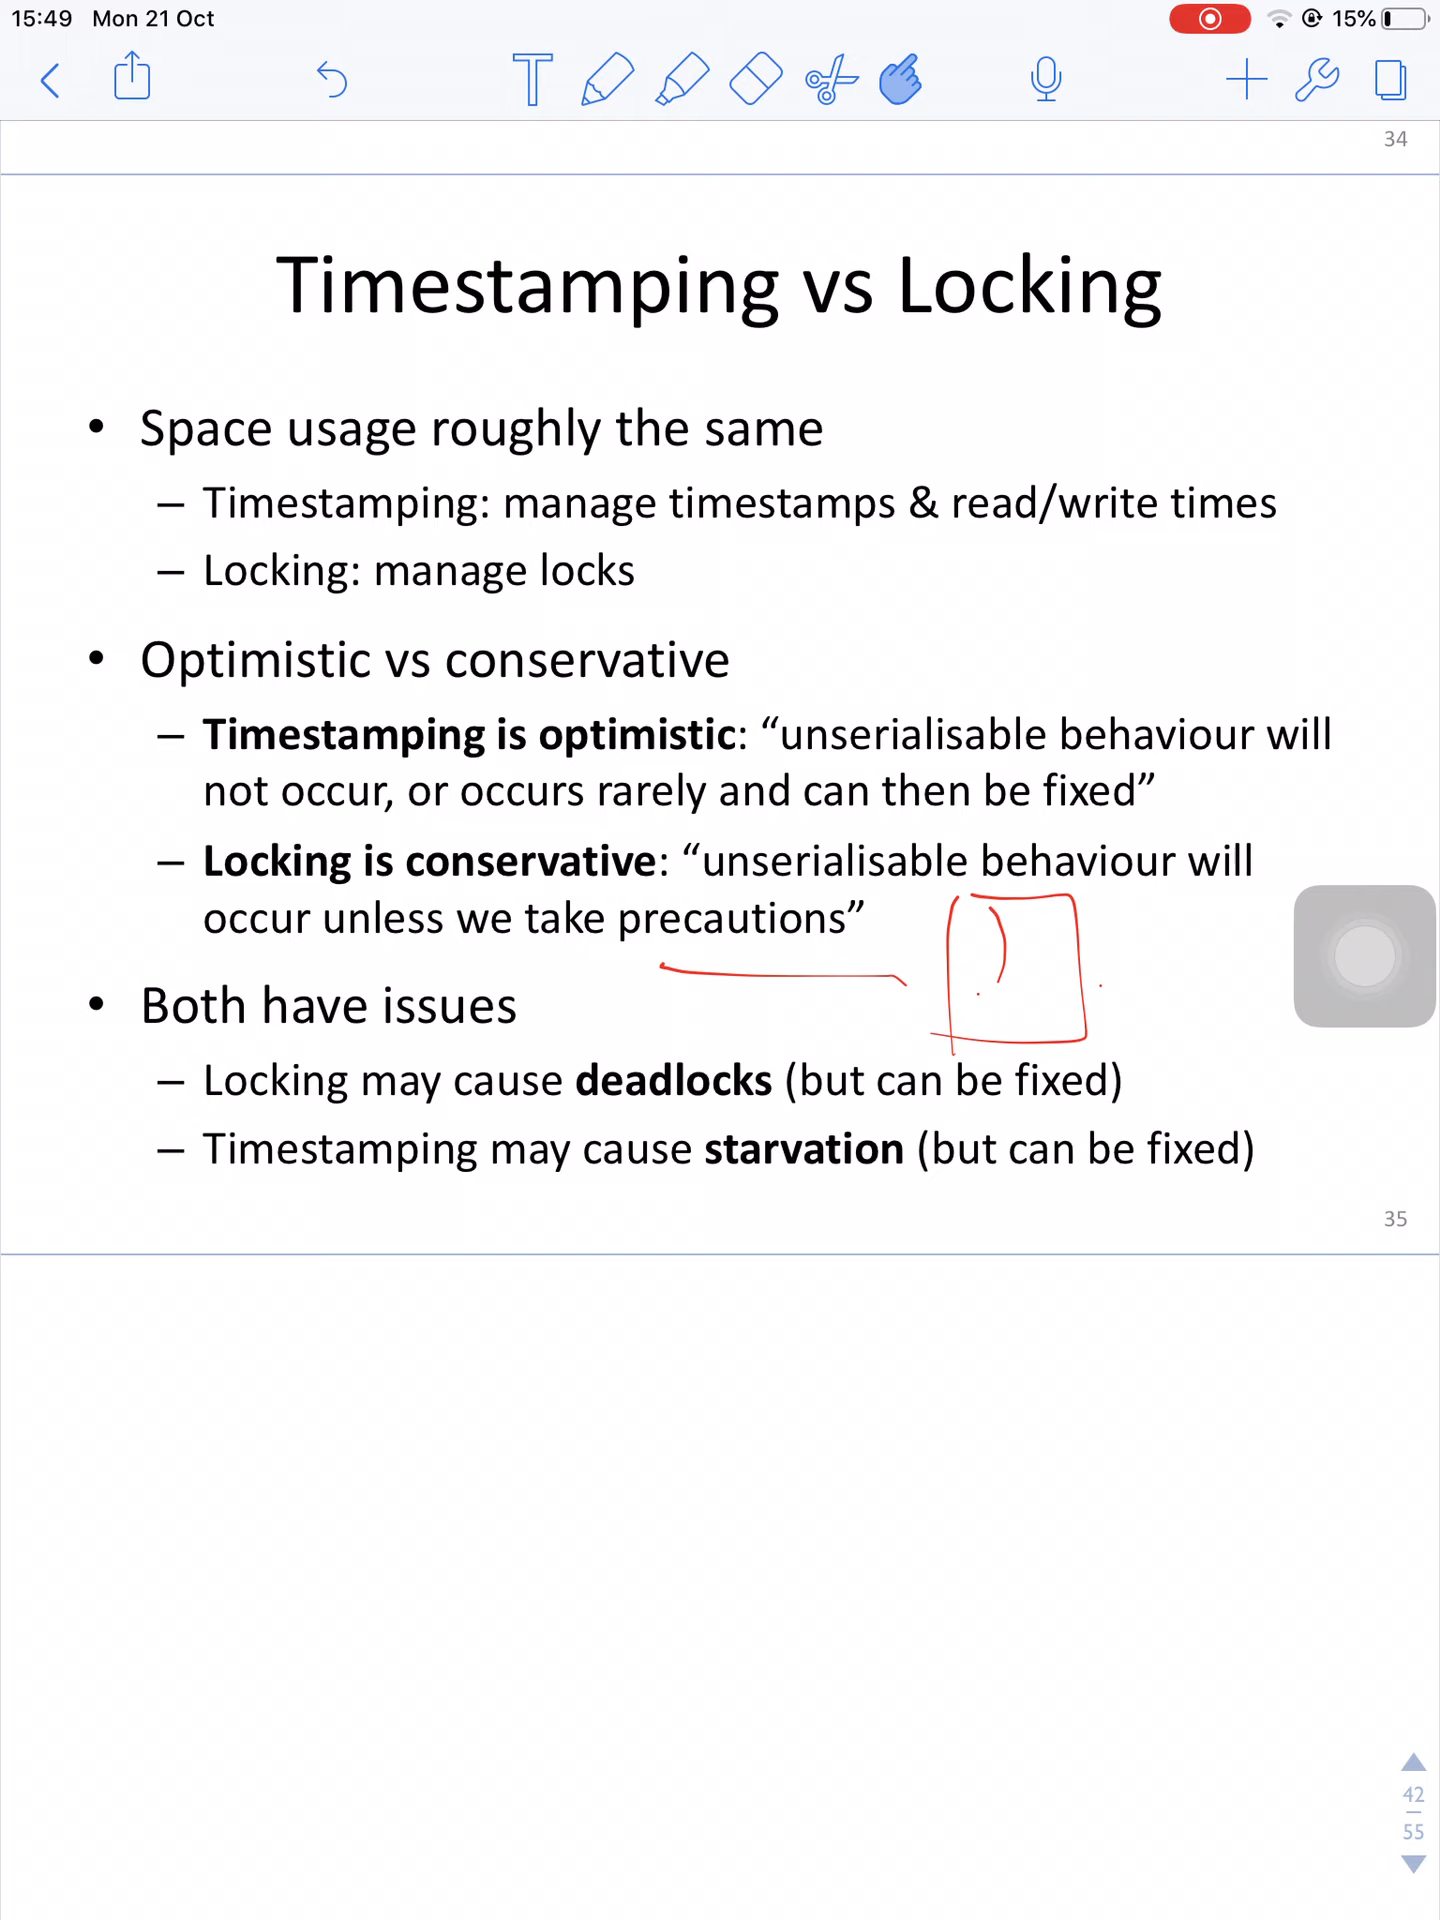 15:49 Mon 21 Oct 15%
T
34
Timestamping vs Locking
• Space usage roughly the same
– Timestamping: manage timestamps & read/write times
– Locking: manage locks
• Optimistic vs conservative
– Timestamping is optimistic: “unserialisable behaviour will
not occur, or occurs rarely and can then be fixed”
– Locking is conservative: “unserialisable behaviour will
occur unless we take precautions”
• Both have issues
– Locking may cause deadlocks (but can be fixed)
– Timestamping may cause starvation (but can be fixed)
35
42
55